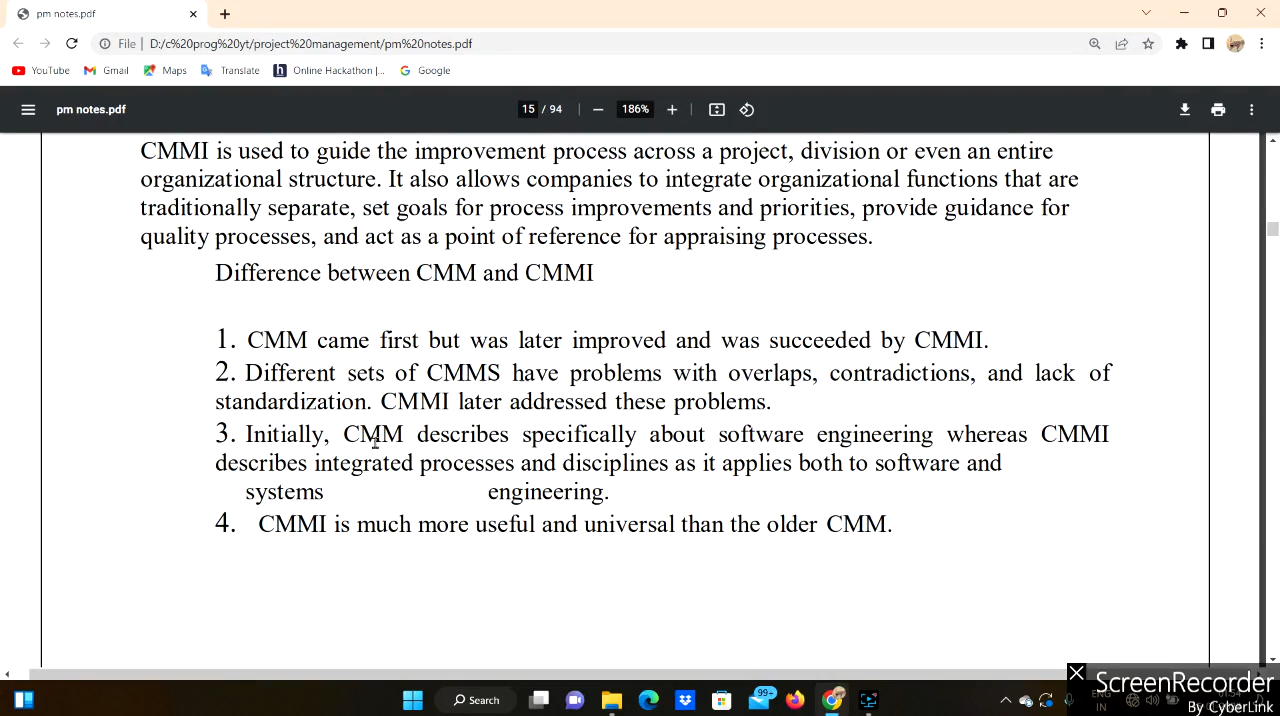 pm notes.pdf
File D:/c%20prog%20yt/project%20management/pm%20notes.pdf
YouTube Gmail Maps Translate Online Hackathon |... Google
pm notes.pdf 15 / 94 186%
CMMI is used to guide the improvement process across a project, division or even an entire
organizational structure. It also allows companies to integrate organizational functions that are
traditionally separate, set goals for process improvements and priorities, provide guidance for
quality processes, and act as a point of reference for appraising processes.
Difference between CMM and CMMI
1. CMM came first but was later improved and was succeeded by CMMI.
2. Different sets of CMMS have problems with overlaps, contradictions, and lack of
standardization. CMMI later addressed these problems.
3. Initially, CMM describes specifically about software engineering whereas CMMI
describes integrated processes and disciplines as it applies both to software and
systems engineering.
4. CMMI is much more useful and universal than the older CMM.
ScreenRecorder
By CyberLink
Search 99+ ENG
IN